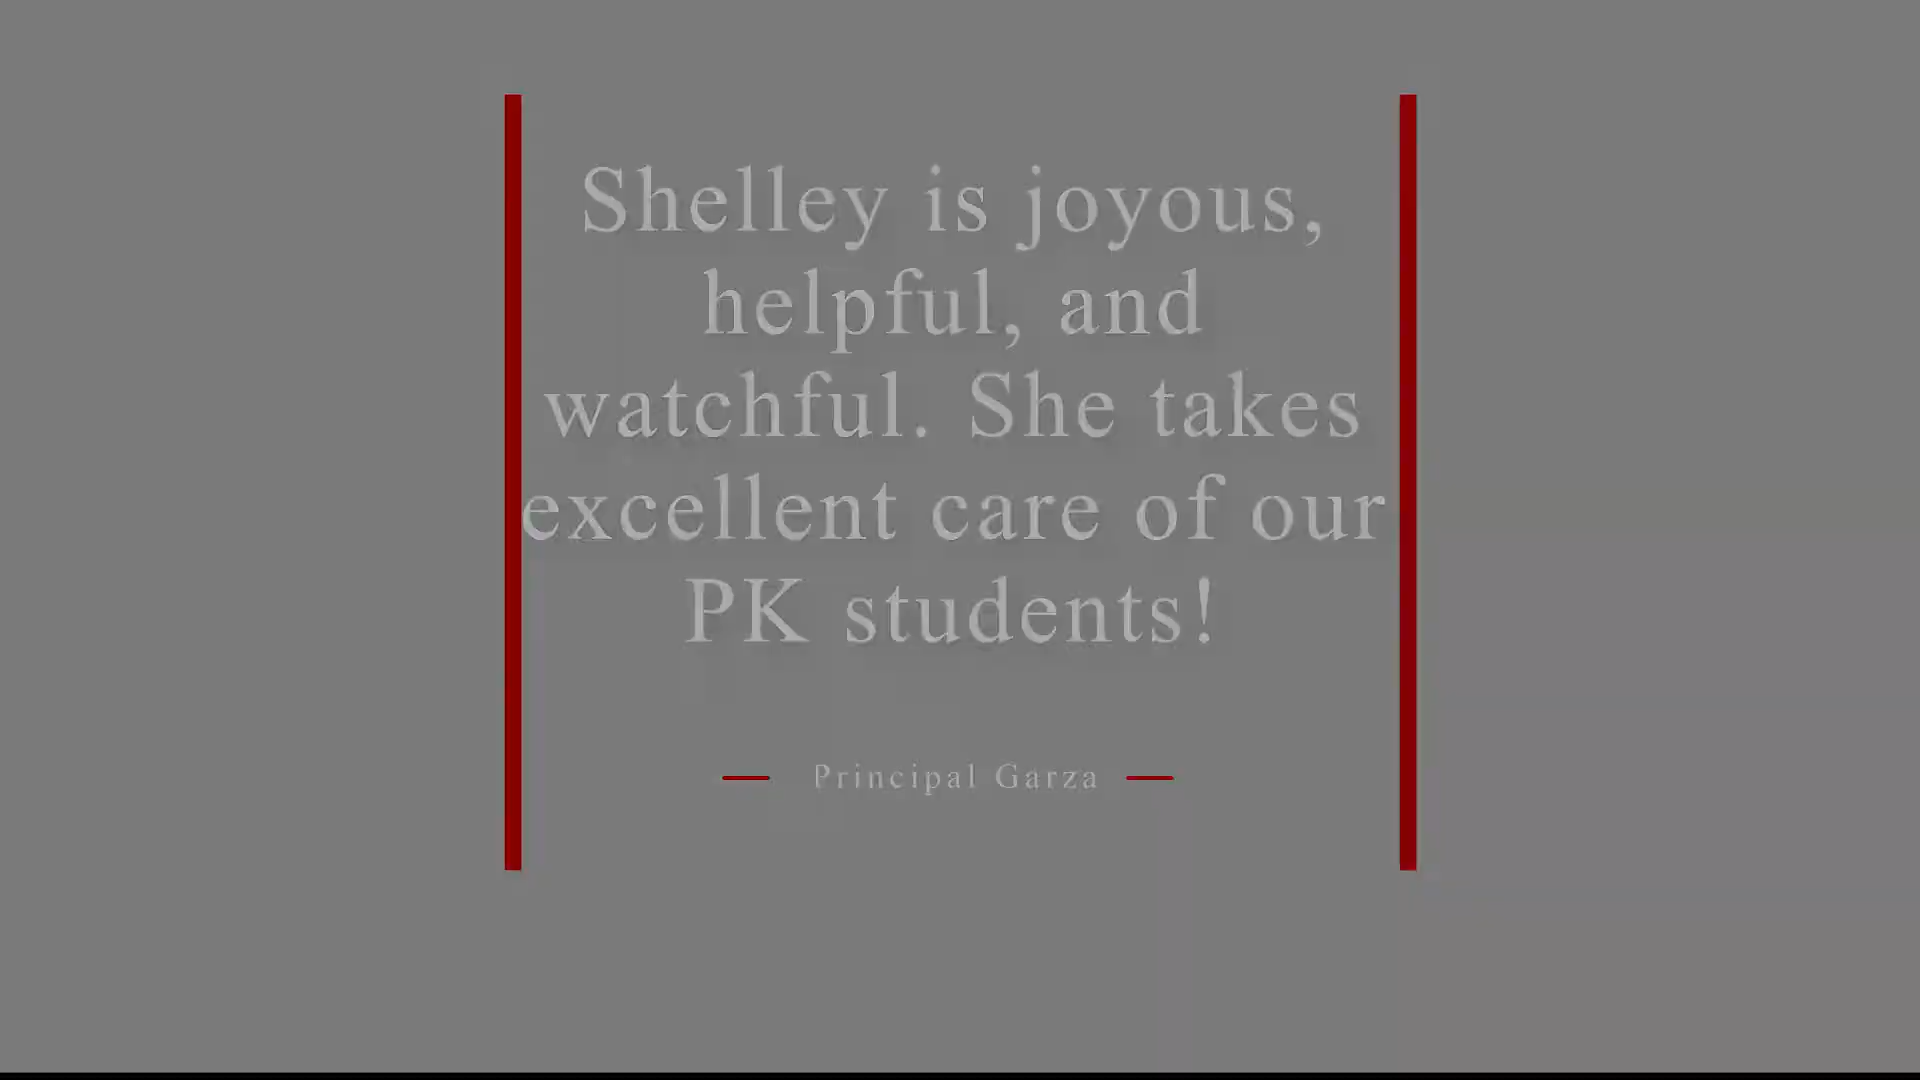 Shelley is joyous,
helpful, and
watchful. She takes
excellent care of our
PK students!
Principal Garza